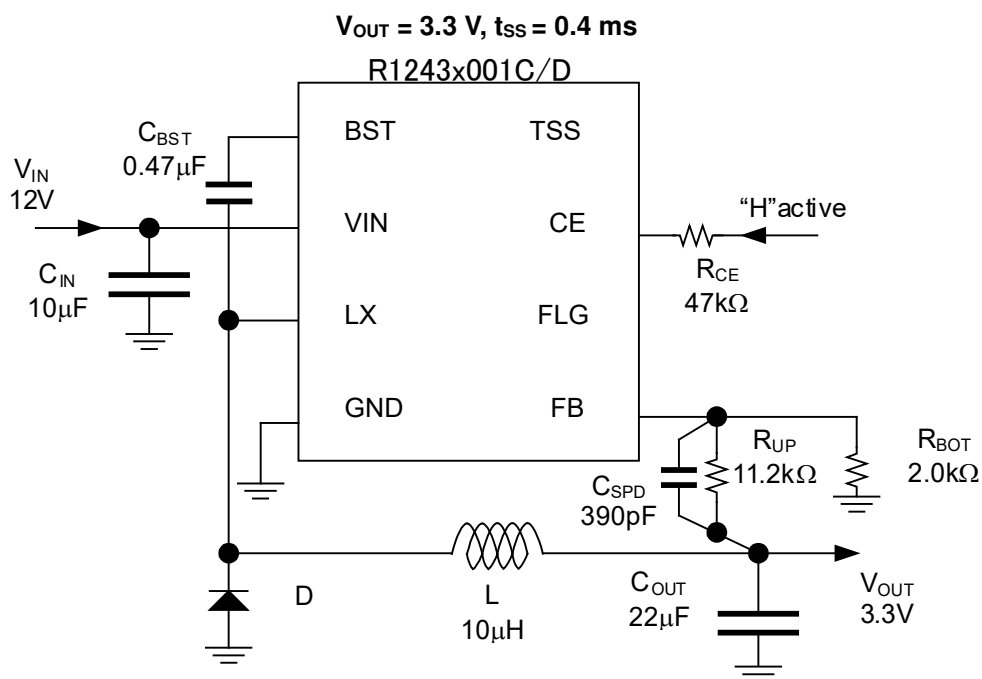 VOUT = 3.3 V, tSS = 0.4 ms
R1243x001C/D
BST
TSS
CBST
0.47μF
VIN
12V
VIN
CE
"H"active
CIN
10μF
RCE
47kΩ
LX
FLG
GND
FB
RUP
11.2kΩ
RBOT
2.0kΩ
CSPD
390pF
D
L
10μH
COUT
22μF
VOUT
3.3V